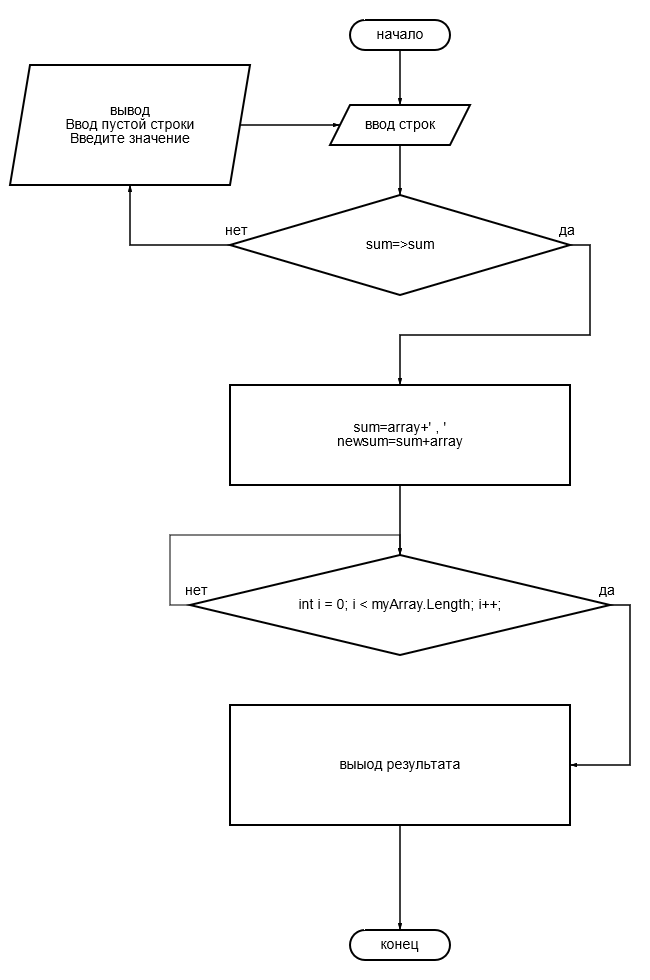 начало
вывод
Ввод пустой строки
Введите значение
ввод строк
нет
да
sum=>sum
sum=array+' , '
newsum=sum+array
нет
да
int i = 0; i < myArray.Length; i++;
выыод результата
конец